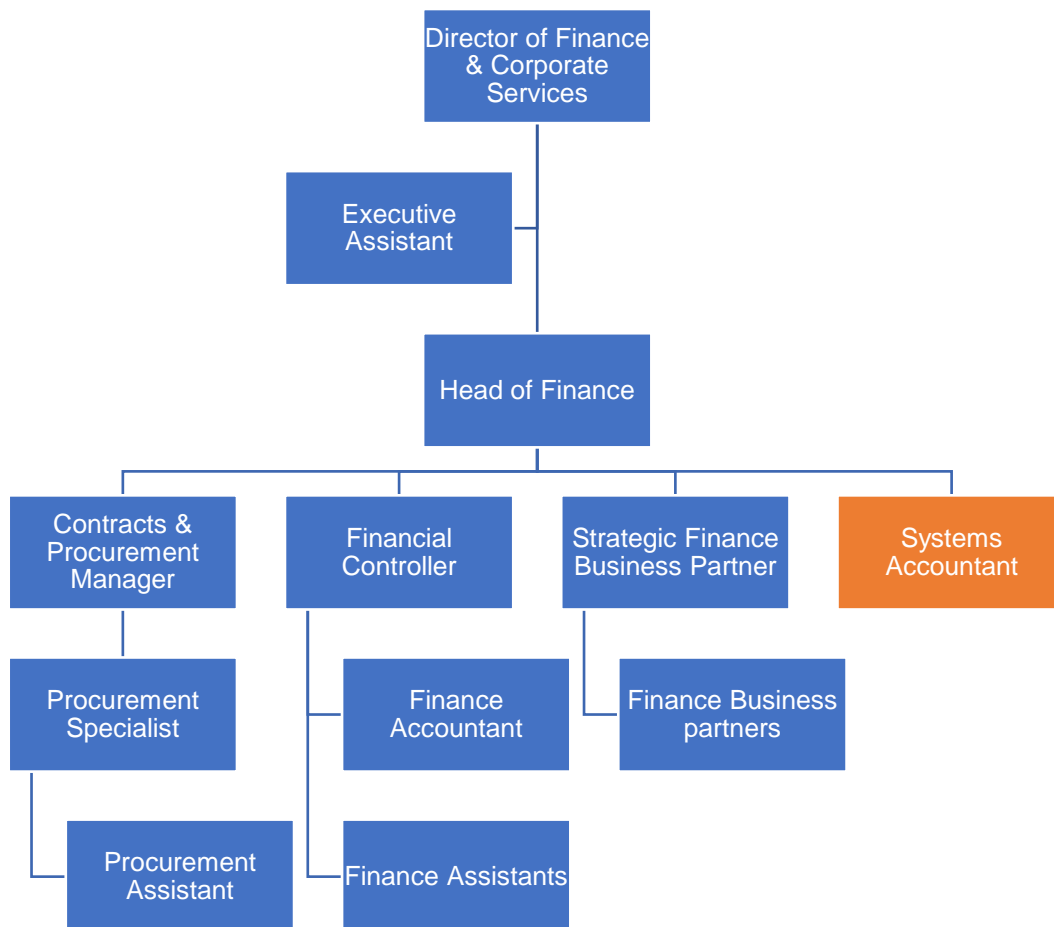 Director of Finance
& Corporate
Services
Executive
Assistant
Head of Finance
Contracts &
Procurement
Manager
Financial
Controller
Strategic Finance
Business Partner
Systems
Accountant
Procurement
Specialist
Finance
Accountant
Finance Business
partners
Procurement
Assistant
Finance Assistants